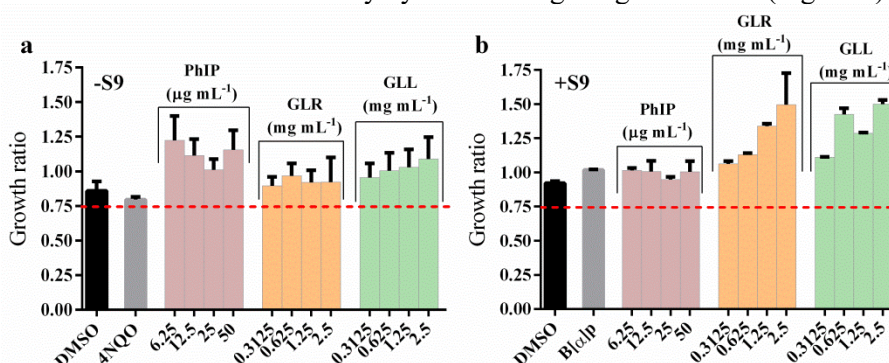 a
-S9
PhIP
(µg mL⁻¹)
GLR
(mg mL⁻¹)
GLL
(mg mL⁻¹)
Growth ratio
1.75
1.50
1.25
1.00
0.75
0.50
0.25
0.00
DMSO
4NQO
6.25
12.5
25
50
0.3125
0.625
1.25
2.5
0.3125
0.625
1.25
2.5
b
+S9
PhIP
(µg mL⁻¹)
GLR
(mg mL⁻¹)
GLL
(mg mL⁻¹)
Growth ratio
1.75
1.50
1.25
1.00
0.75
0.50
0.25
0.00
DMSO
B[α]p
6.25
12.5
25
50
0.3125
0.625
1.25
2.5
0.3125
0.625
1.25
2.5